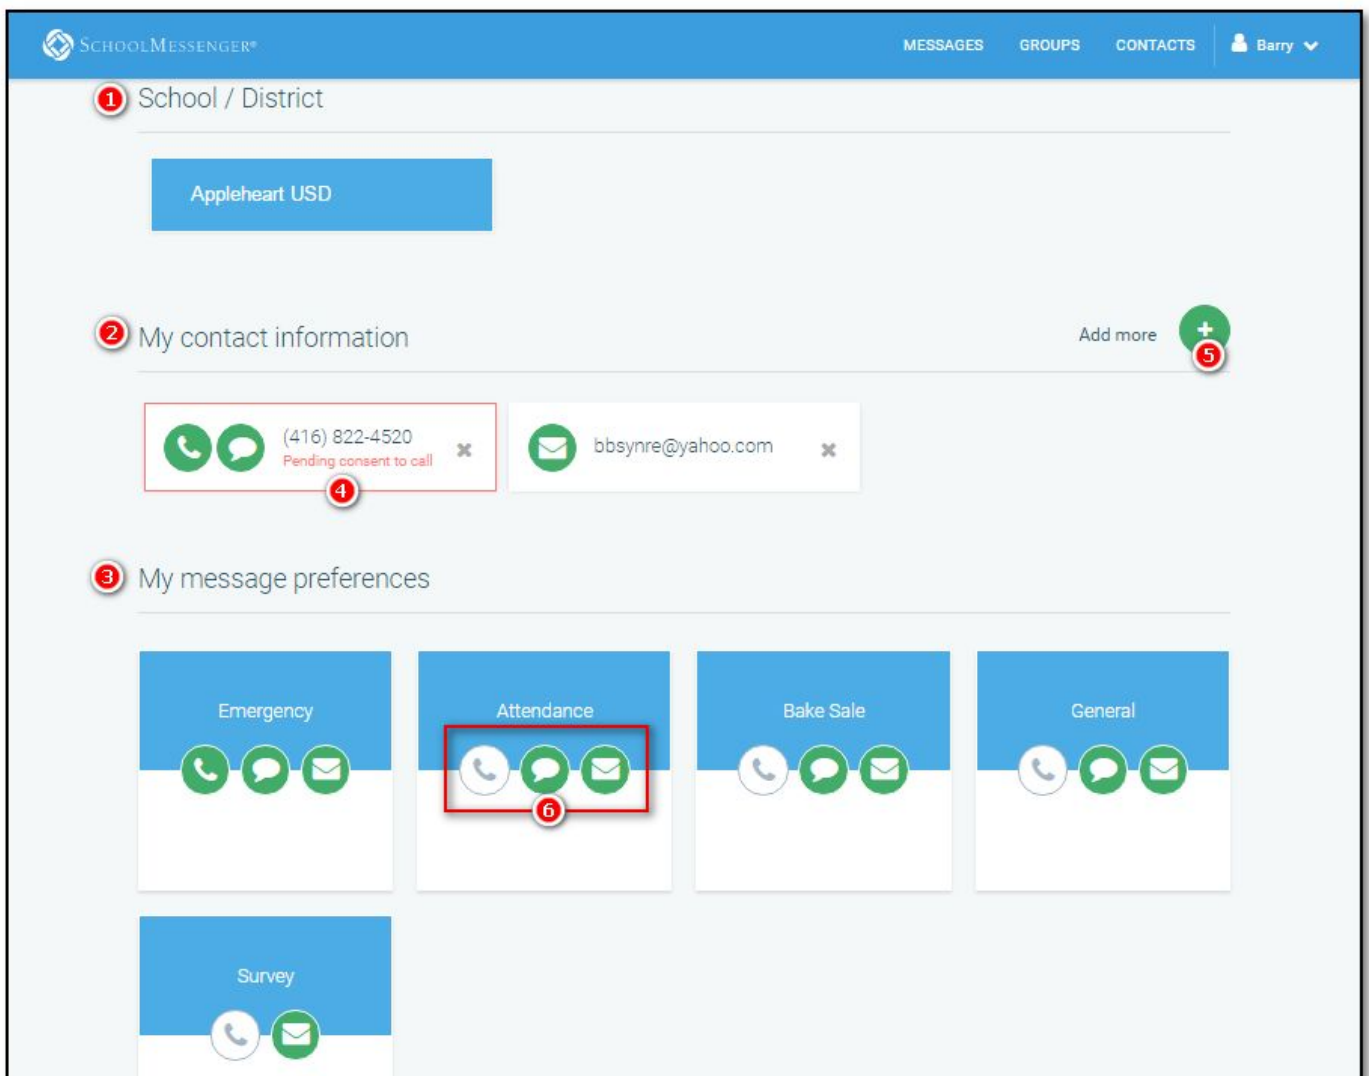 SCHOOLMESSENGER®
MESSAGES GROUPS CONTACTS Barry
1 School / District
Appleheart USD
2 My contact information Add more + 5
(416) 822-4520
Pending consent to call
bbsynre@yahoo.com
4
3 My message preferences
Emergency Attendance Bake Sale General
6
Survey